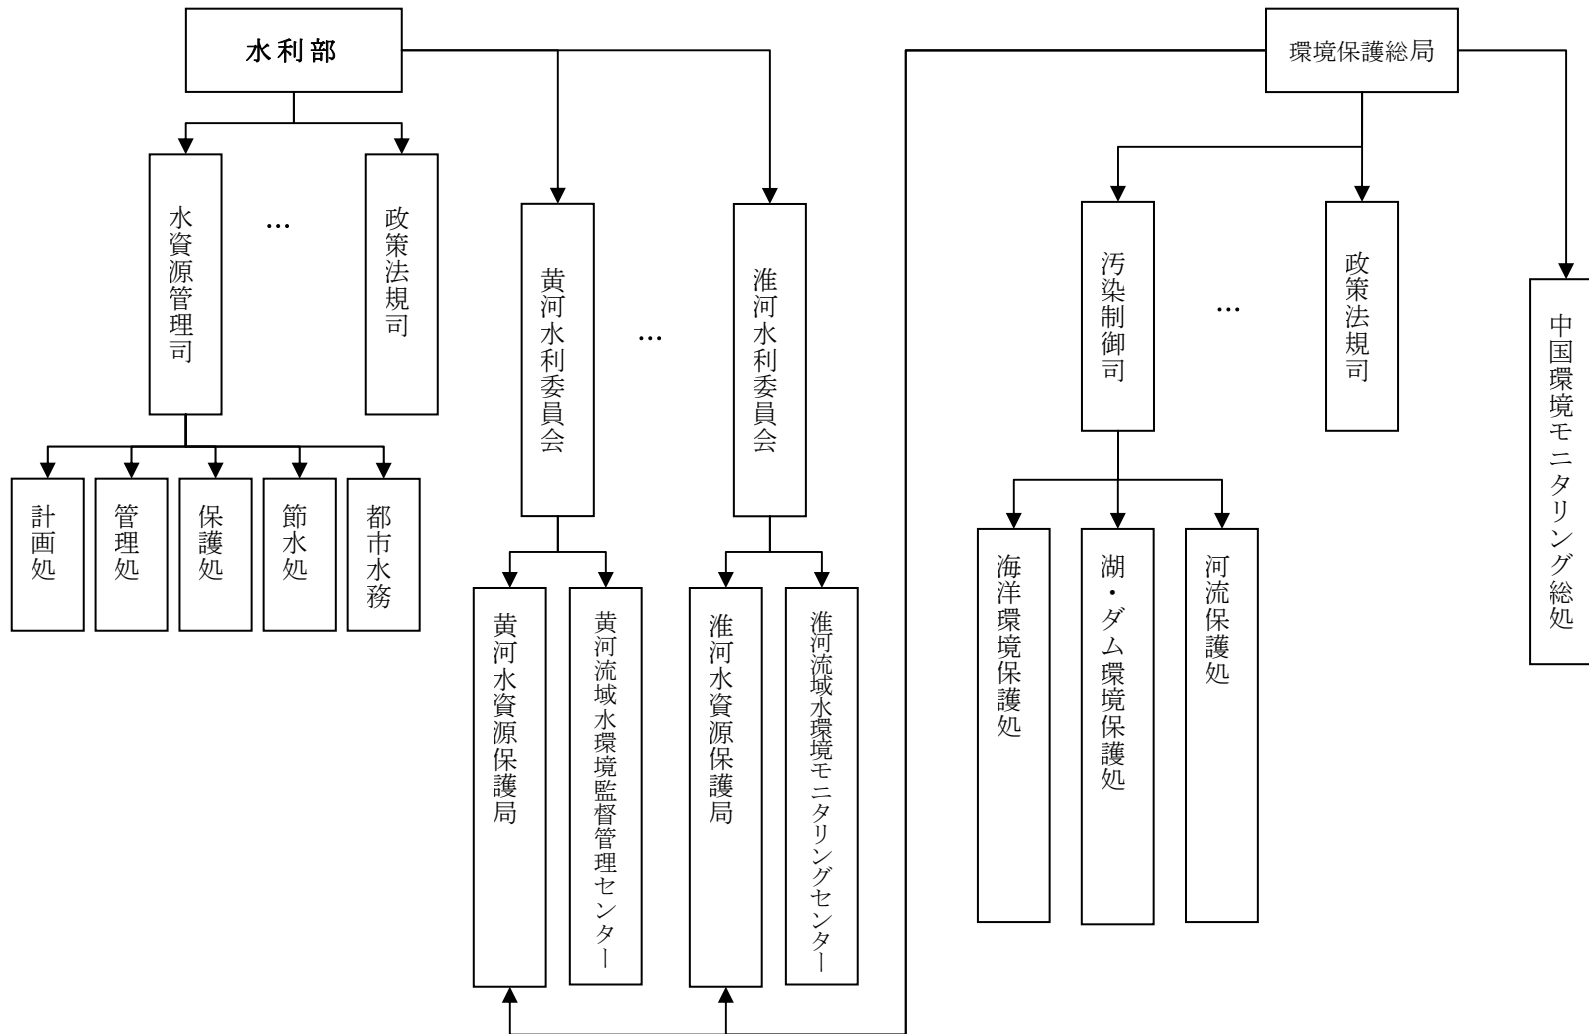 水利部
環境保護総局
水資源管理司
…
政策法規司
黄河水利委員会
…
淮河水利委員会
汚染制御司
…
政策法規司
中国環境モニタリング総処
計画処
管理処
保護処
節水処
都市水務
黄河水資源保護局
黄河流域水環境監督管理センター
淮河水資源保護局
淮河流域水環境モニタリングセンター
海洋環境保護処
湖・ダム環境保護処
河流保護処